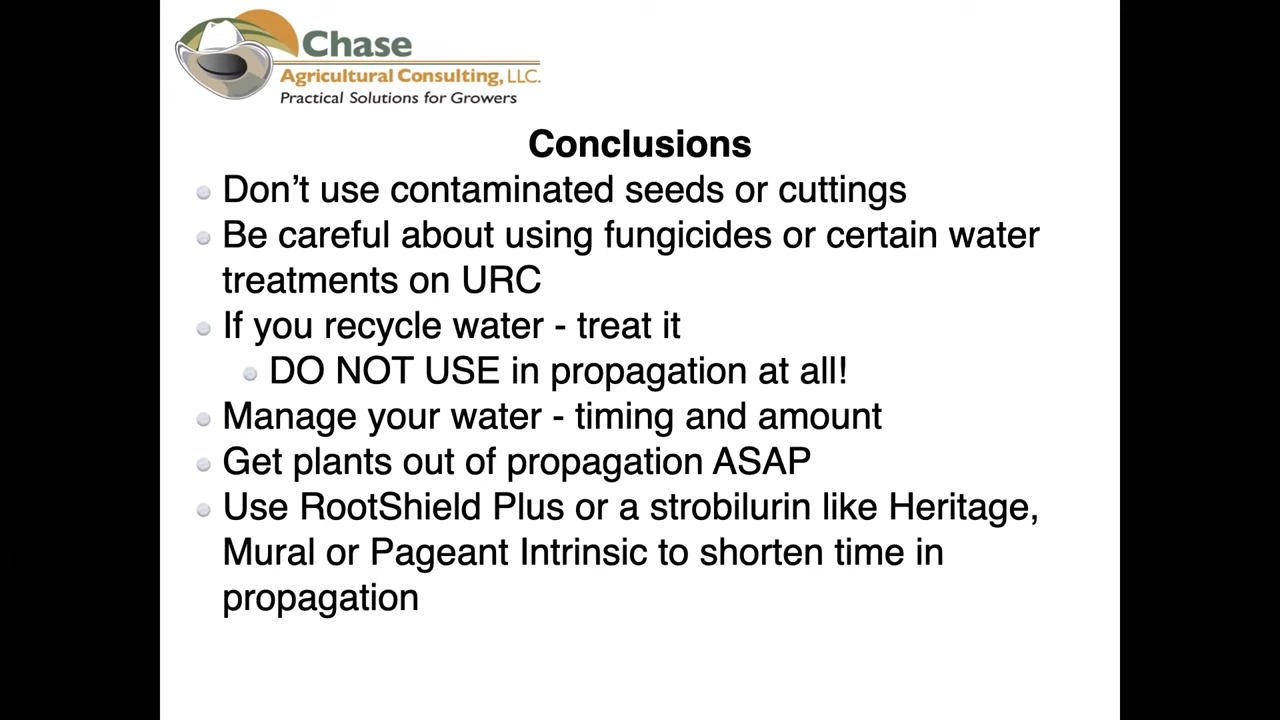 Chase
Agricultural Consulting, LLC.
Practical Solutions for Growers
Conclusions
Don’t use contaminated seeds or cuttings
Be careful about using fungicides or certain water
treatments on URC
If you recycle water - treat it
DO NOT USE in propagation at all!
Manage your water - timing and amount
Get plants out of propagation ASAP
Use RootShield Plus or a strobilurin like Heritage,
Mural or Pageant Intrinsic to shorten time in
propagation